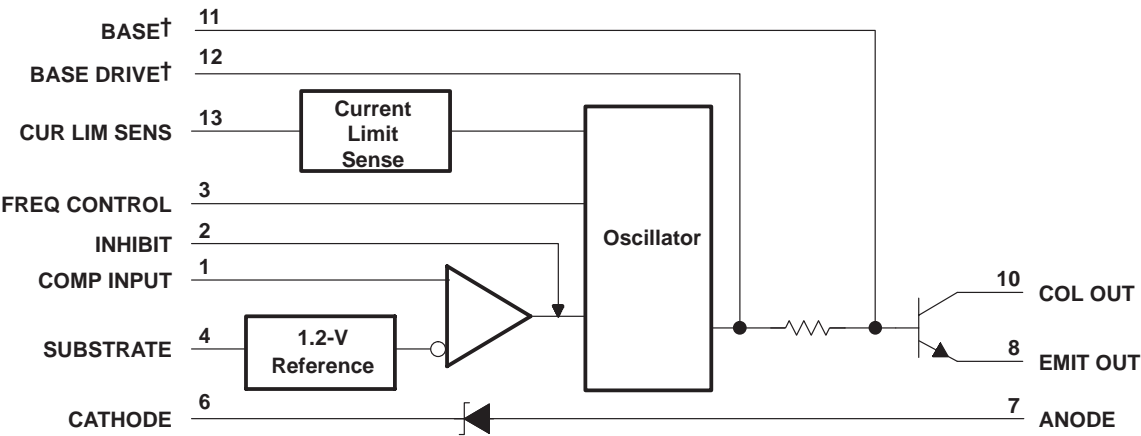 BASE† 11
BASE DRIVE† 12
CUR LIM SENS 13
Current
Limit
Sense
FREQ CONTROL 3
INHIBIT 2
COMP INPUT 1
Oscillator
10 COL OUT
SUBSTRATE 4
1.2-V
Reference
8 EMIT OUT
CATHODE 6
7 ANODE